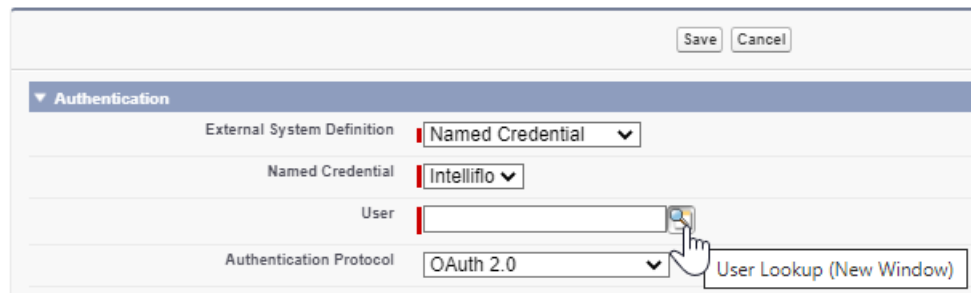 Save Cancel
Authentication
External System Definition Named Credential
Named Credential Intelliflo
User
Authentication Protocol OAuth 2.0
User Lookup (New Window)